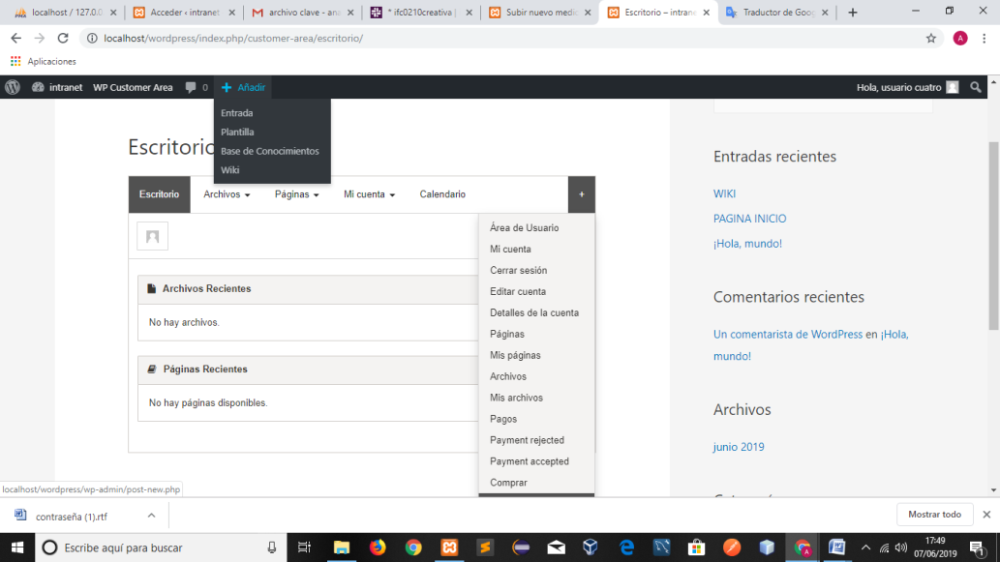 localhost / 127.0.0
Acceder ‹ intranet
archivo clave - ana
* ifc0210creativa |
Subir nuevo medio
Escritorio – intrane
Traductor de Goog
localhost/wordpress/index.php/customer-area/escritorio/
A
Aplicaciones
intranet
WP Customer Area
0
+ Añadir
Hola, usuario cuatro
Entrada
Plantilla
Base de Conocimientos
Wiki
Escritorio
Escritorio
Archivos
Páginas
Mi cuenta
Calendario
+
Área de Usuario
Mi cuenta
Cerrar sesión
Editar cuenta
Detalles de la cuenta
Páginas
Mis páginas
Archivos
Mis archivos
Pagos
Payment rejected
Payment accepted
Comprar
Archivos Recientes
No hay archivos.
Páginas Recientes
No hay páginas disponibles.
Entradas recientes
WIKI
PAGINA INICIO
¡Hola, mundo!
Comentarios recientes
Un comentarista de WordPress en ¡Hola,
mundo!
Archivos
junio 2019
localhost/wordpress/wp-admin/post-new.php
contraseña (1).rtf
Mostrar todo
Escribe aquí para buscar
17:49
07/06/2019
1